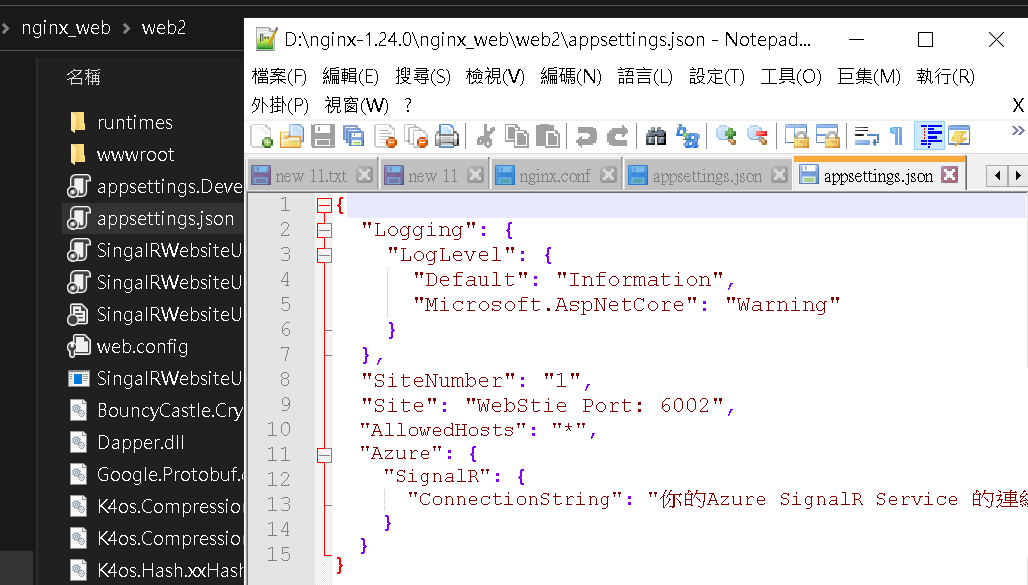 nginx_web > web2
名稱
runtimes
wwwroot
appsettings.Deve
appsettings.json
SingalRWebsiteU
SingalRWebsiteU
SingalRWebsiteU
web.config
SingalRWebsiteU
BouncyCastle.Cry
Dapper.dll
Google.Protobuf.
K4os.Compressio
K4os.Compressio
K4os.Hash.xxHash
D:\nginx-1.24.0\nginx_web\web2\appsettings.json - Notepad...
檔案(F) 編輯(E) 搜尋(S) 檢視(V) 編碼(N) 語言(L) 設定(T) 工具(O) 巨集(M) 執行(R)
外掛(P) 視窗(W) ? X
new 11.txt new 11 nginx.conf appsettings.json appsettings.json
1 {
2 "Logging": {
3 "LogLevel": {
4 "Default": "Information",
5 "Microsoft.AspNetCore": "Warning"
6 }
7 },
8 "SiteNumber": "1",
9 "Site": "WebStie Port: 6002",
10 "AllowedHosts": "*",
11 "Azure": {
12 "SignalR": {
13 "ConnectionString": "你的Azure SignalR Service 的連線
14 }
15 }
}